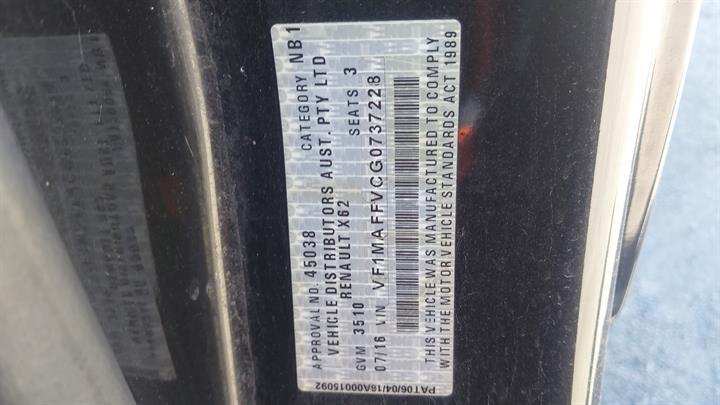 APPROVAL NO. 45038 CATEGORY NB1
VEHICLE DISTRIBUTORS AUST. PTY LTD
RENAULT X62
GVM 3510 SEATS 3
07/16 VIN VF1MAFFVCG0737228
THIS VEHICLE WAS MANUFACTURED TO COMPLY
WITH THE MOTOR VEHICLE STANDARDS ACT 1989
PAT06/04/16A00015092